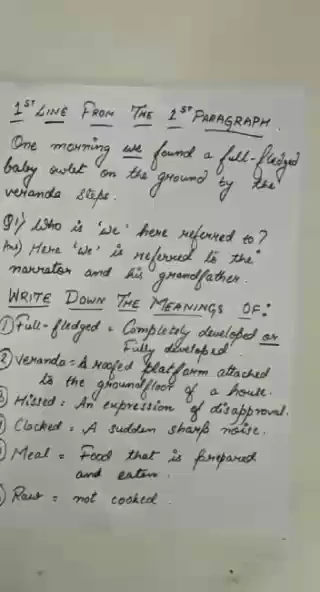 1ST LINE FROM THE 1ST PARAGRAPH.
One morning we found a full-fledged
baby owlet on the ground by the
veranda steps.
Q1) Who is 'we' here referred to?
Ans) Here 'we' is referred to the
narrator and his grandfather.
WRITE DOWN THE MEANINGS OF:
① Full-fledged = Completely developed or
Fully developed.
② Veranda = A roofed platform attached
to the groundfloor of a house.
Hissed = An expression of disapproval.
Clacked = A sudden sharp noise.
Meal = Food that is prepared
and eaten.
Raw = not cooked.